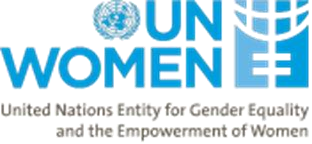 UN
WOMEN
United Nations Entity for Gender Equality
and the Empowerment of Women